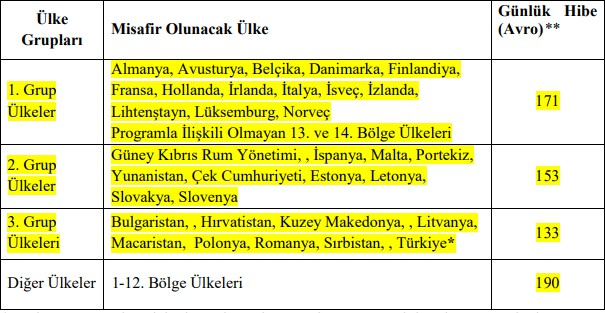 Ülke
Grupları
Misafir Olunacak Ülke
Günlük Hibe
(Avro)**
1. Grup
Ülkeler
Almanya, Avusturya, Belçika, Danimarka, Finlandiya,
Fransa, Hollanda, İrlanda, İtalya, İsveç, İzlanda,
Lihtenştayn, Lüksemburg, Norveç
Programla İlişkili Olmayan 13. ve 14. Bölge Ülkeleri
171
2. Grup
Ülkeler
Güney Kıbrıs Rum Yönetimi, , İspanya, Malta, Portekiz,
Yunanistan, Çek Cumhuriyeti, Estonya, Letonya,
Slovakya, Slovenya
153
3. Grup
Ülkeleri
Bulgaristan, , Hırvatistan, Kuzey Makedonya, , Litvanya,
Macaristan, Polonya, Romanya, Sırbistan, , Türkiye*
133
Diğer Ülkeler
1-12. Bölge Ülkeleri
190